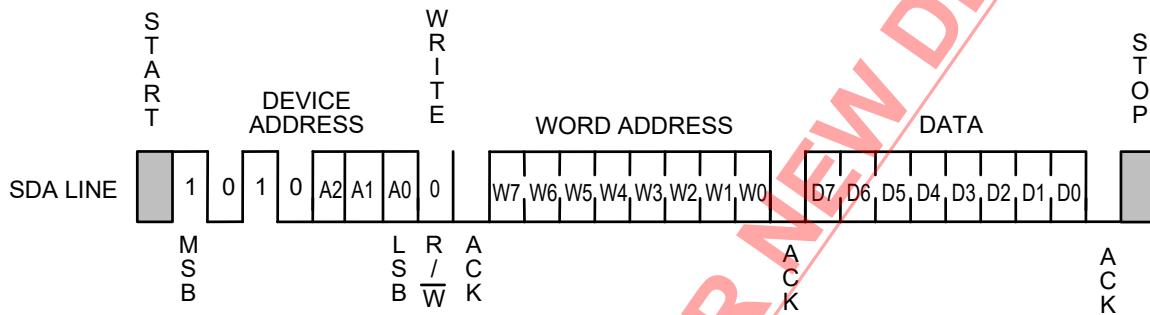 START
WRITE
STOP
DEVICE
ADDRESS
WORD ADDRESS
DATA
SDA LINE
1 0 1 0 A2 A1 A0 0 W7 W6 W5 W4 W3 W2 W1 W0 D7 D6 D5 D4 D3 D2 D1 D0
MSB
LSB
R/W
ACK
ACK
ACK
R NEW D